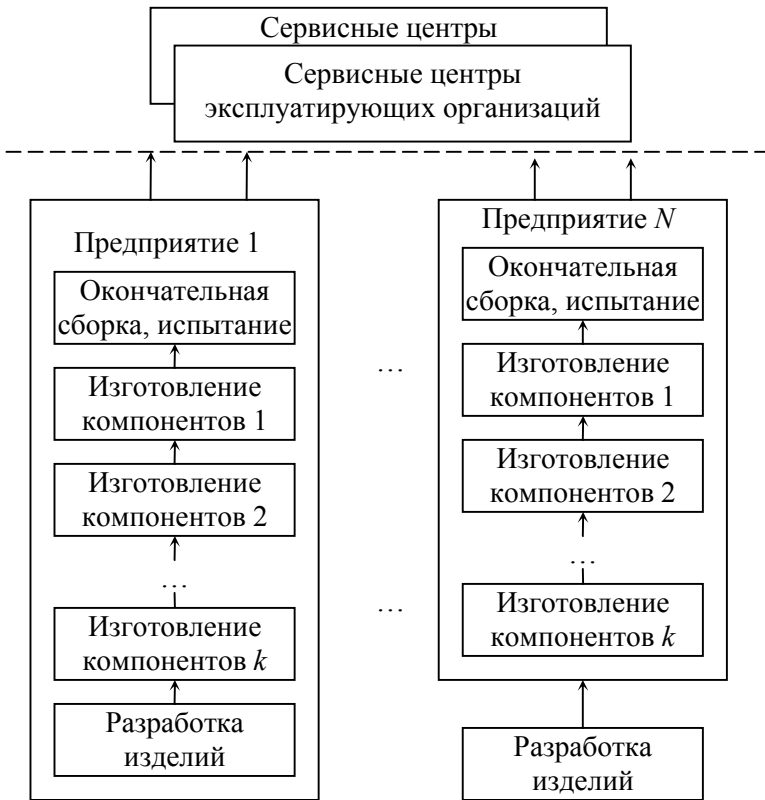 Сервисные центры
Сервисные центры
эксплуатирующих организаций
Предприятие 1
Окончательная
сборка, испытание
Изготовление
компонентов 1
Изготовление
компонентов 2
…
Изготовление
компонентов k
Разработка
изделий
…
…
Предприятие N
Окончательная
сборка, испытание
Изготовление
компонентов 1
Изготовление
компонентов 2
…
Изготовление
компонентов k
Разработка
изделий